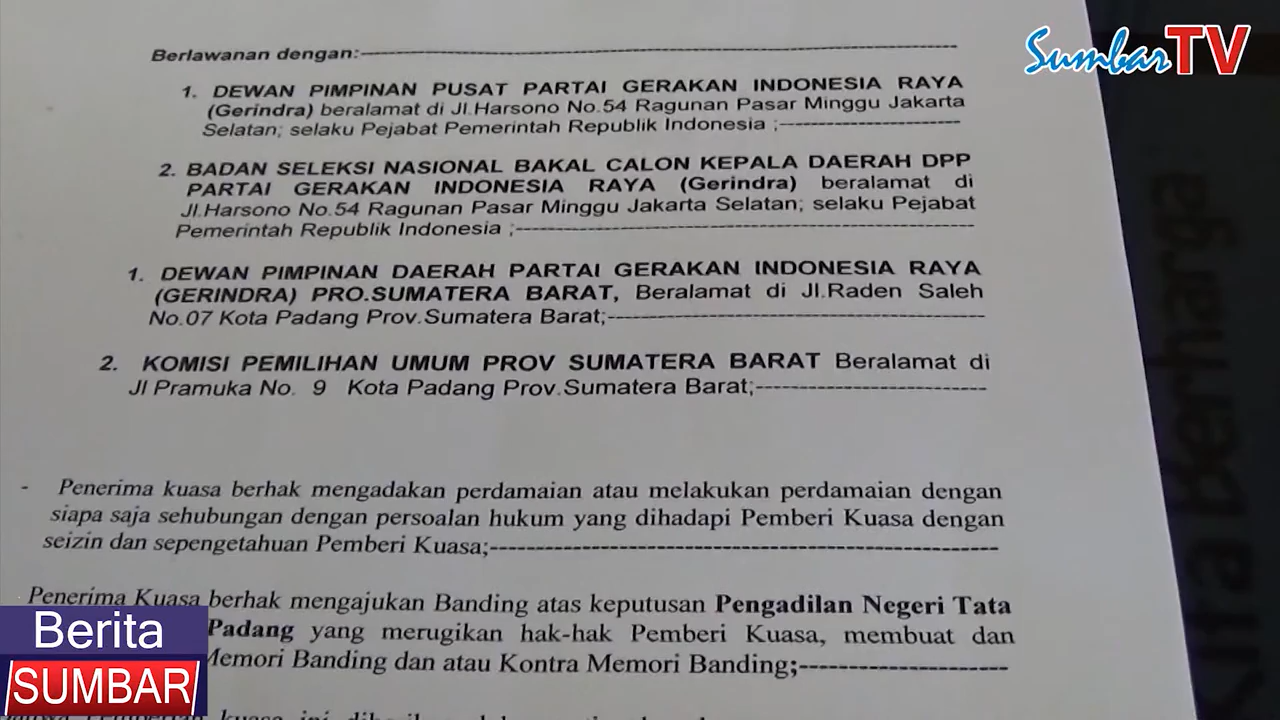 SumbarTV
Berlawanan dengan:
1. DEWAN PIMPINAN PUSAT PARTAI GERAKAN INDONESIA RAYA
(Gerindra) beralamat di Jl.Harsono No.54 Ragunan Pasar Minggu Jakarta
Selatan; selaku Pejabat Pemerintah Republik Indonesia ;
2. BADAN SELEKSI NASIONAL BAKAL CALON KEPALA DAERAH DPP
PARTAI GERAKAN INDONESIA RAYA (Gerindra) beralamat di
Jl.Harsono No.54 Ragunan Pasar Minggu Jakarta Selatan; selaku Pejabat
Pemerintah Republik Indonesia ;
1. DEWAN PIMPINAN DAERAH PARTAI GERAKAN INDONESIA RAYA
(GERINDRA) PRO.SUMATERA BARAT, Beralamat di Jl.Raden Saleh
No.07 Kota Padang Prov.Sumatera Barat;
2. KOMISI PEMILIHAN UMUM PROV SUMATERA BARAT Beralamat di
Jl Pramuka No. 9 Kota Padang Prov.Sumatera Barat;
- Penerima kuasa berhak mengadakan perdamaian atau melakukan perdamaian dengan
siapa saja sehubungan dengan persoalan hukum yang dihadapi Pemberi Kuasa dengan
seizin dan sepengetahuan Pemberi Kuasa;
Penerima Kuasa berhak mengajukan Banding atas keputusan Pengadilan Negeri Tata
Padang yang merugikan hak-hak Pemberi Kuasa, membuat dan
Memori Banding dan atau Kontra Memori Banding;
Berita
SUMBAR
Berharga